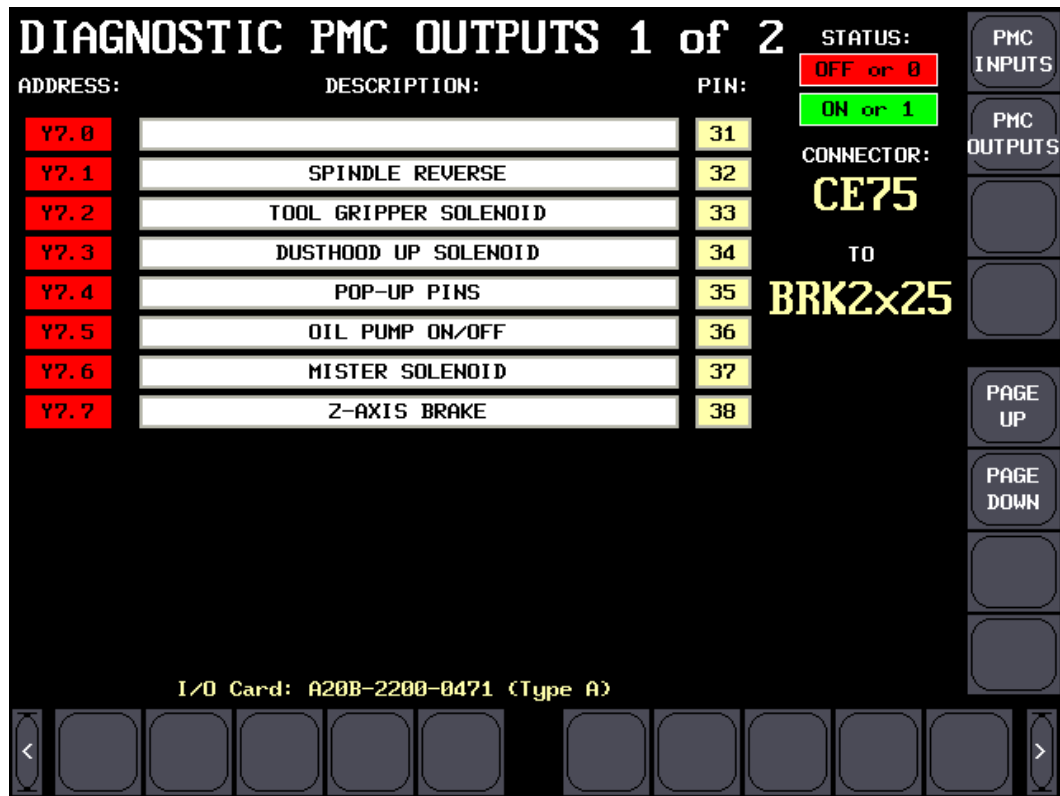 DIAGNOSTIC PMC OUTPUTS 1 of 2
STATUS:
OFF or 0
ON or 1
ADDRESS: DESCRIPTION: PIN:
Y7.0 31
Y7.1 SPINDLE REVERSE 32
Y7.2 TOOL GRIPPER SOLENOID 33
Y7.3 DUSTHOOD UP SOLENOID 34
Y7.4 POP-UP PINS 35
Y7.5 OIL PUMP ON/OFF 36
Y7.6 MISTER SOLENOID 37
Y7.7 Z-AXIS BRAKE 38
CONNECTOR:
CE75
TO
BRK2x25
PMC
INPUTS
PMC
OUTPUTS
PAGE
UP
PAGE
DOWN
I/O Card: A20B-2200-0471 (Type A)
< >